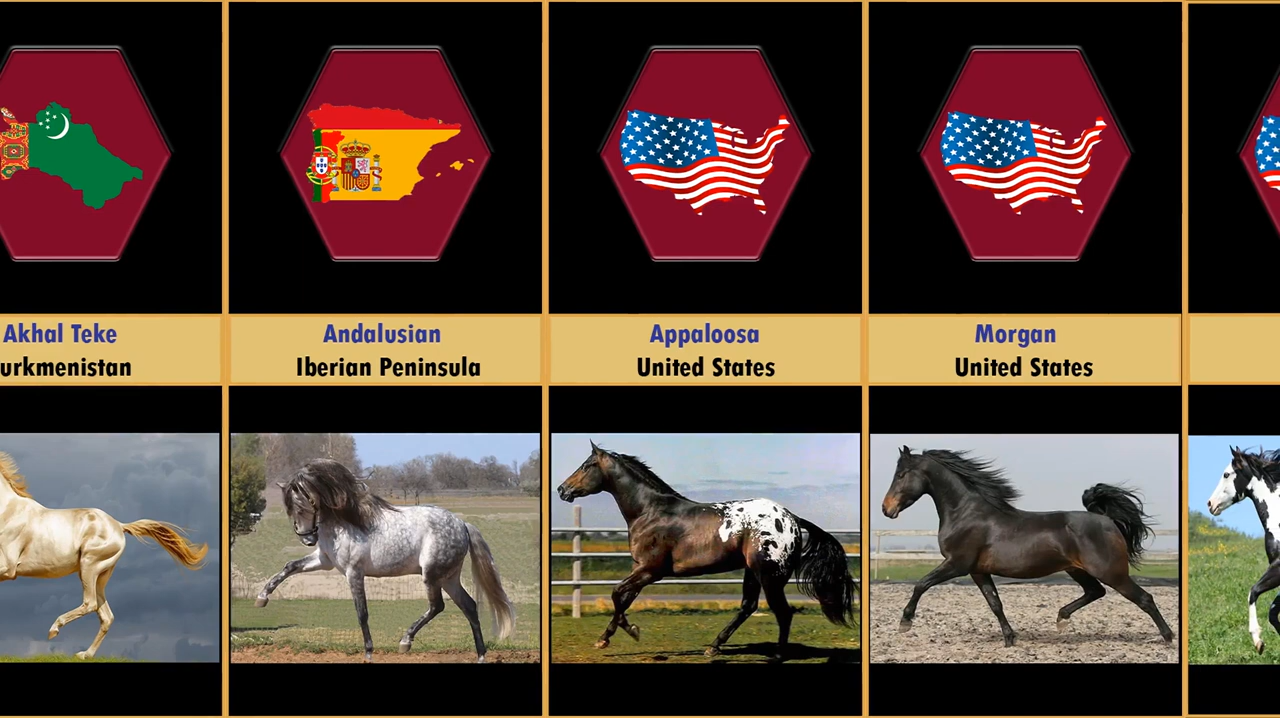 Akhal Teke
urkmenistan
Andalusian
Iberian Peninsula
Appaloosa
United States
Morgan
United States